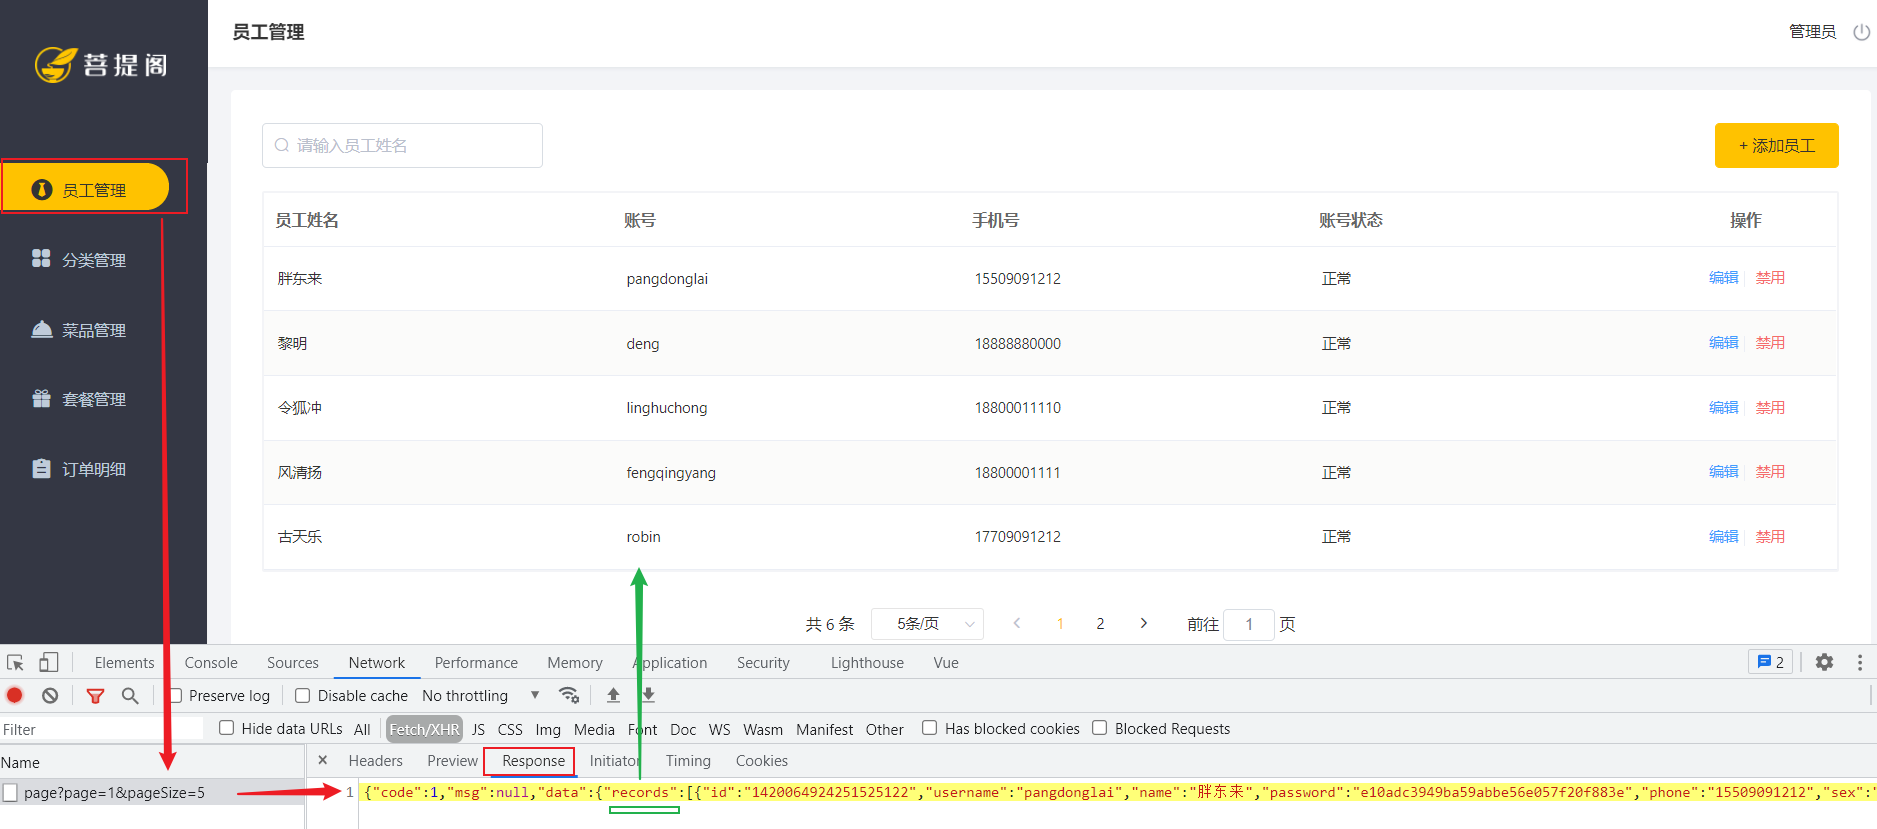 菩提阁
员工管理
管理员
员工管理
分类管理
菜品管理
套餐管理
订单明细
请输入员工姓名
+ 添加员工
员工姓名 账号 手机号 账号状态 操作
胖东来 pangdonglai 15509091212 正常 编辑 禁用
黎明 deng 18888880000 正常 编辑 禁用
令狐冲 linghuchong 18800011110 正常 编辑 禁用
风清扬 fengqingyang 18800001111 正常 编辑 禁用
古天乐 robin 17709091212 正常 编辑 禁用
共 6 条 5条/页 1 2 前往 1 页
Elements Console Sources Network Performance Memory Application Security Lighthouse Vue 2
Preserve log Disable cache No throttling
Filter Hide data URLs All Fetch/XHR JS CSS Img Media Font Doc WS Wasm Manifest Other Has blocked cookies Blocked Requests
Name × Headers Preview Response Initiator Timing Cookies
page?page=1&pageSize=5 1 {"code":1,"msg":null,"data":{"records":[{"id":"1420064924251525122","username":"pangdonglai","name":"胖东来","password":"e10adc3949ba59abbe56e057f20f883e","phone":"15509091212","sex":"